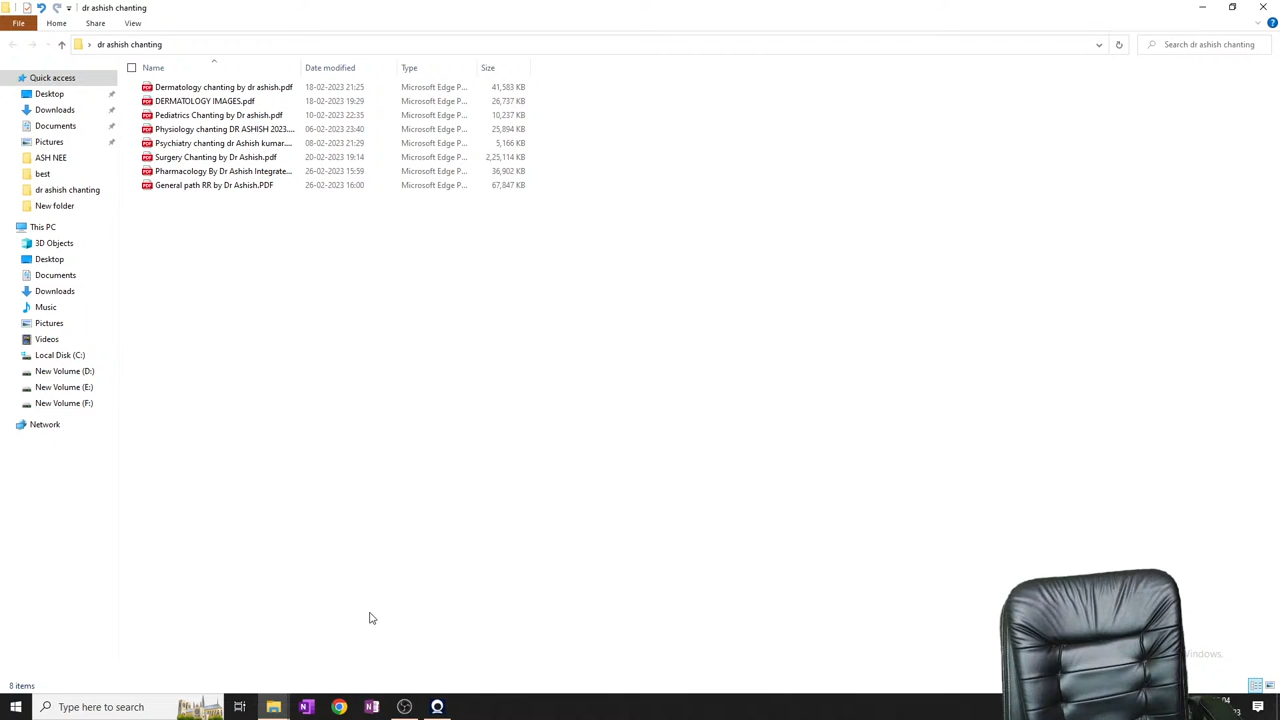 dr ashish chanting
File Home Share View
dr ashish chanting
Search dr ashish chanting
Name Date modified Type Size
Quick access
Desktop
Downloads
Documents
Pictures
ASH NEE
best
dr ashish chanting
New folder
This PC
3D Objects
Desktop
Documents
Downloads
Music
Pictures
Videos
Local Disk (C:)
New Volume (D:)
New Volume (E:)
New Volume (F:)
Network
Dermatology chanting by dr ashish.pdf 18-02-2023 21:25 Microsoft Edge P... 41,583 KB
DERMATOLOGY IMAGES.pdf 18-02-2023 19:29 Microsoft Edge P... 26,737 KB
Pediatrics Chanting by Dr ashish.pdf 10-02-2023 22:35 Microsoft Edge P... 10,237 KB
Physiology chanting DR ASHISH 2023.... 06-02-2023 23:40 Microsoft Edge P... 25,894 KB
Psychiatry chanting dr Ashish kumar.... 08-02-2023 21:29 Microsoft Edge P... 5,166 KB
Surgery Chanting by Dr Ashish.pdf 20-02-2023 19:14 Microsoft Edge P... 2,25,114 KB
Pharmacology By Dr Ashish Integrate... 26-02-2023 15:59 Microsoft Edge P... 36,902 KB
General path RR by Dr Ashish.PDF 26-02-2023 16:00 Microsoft Edge P... 67,847 KB
Windows.
8 items
Type here to search